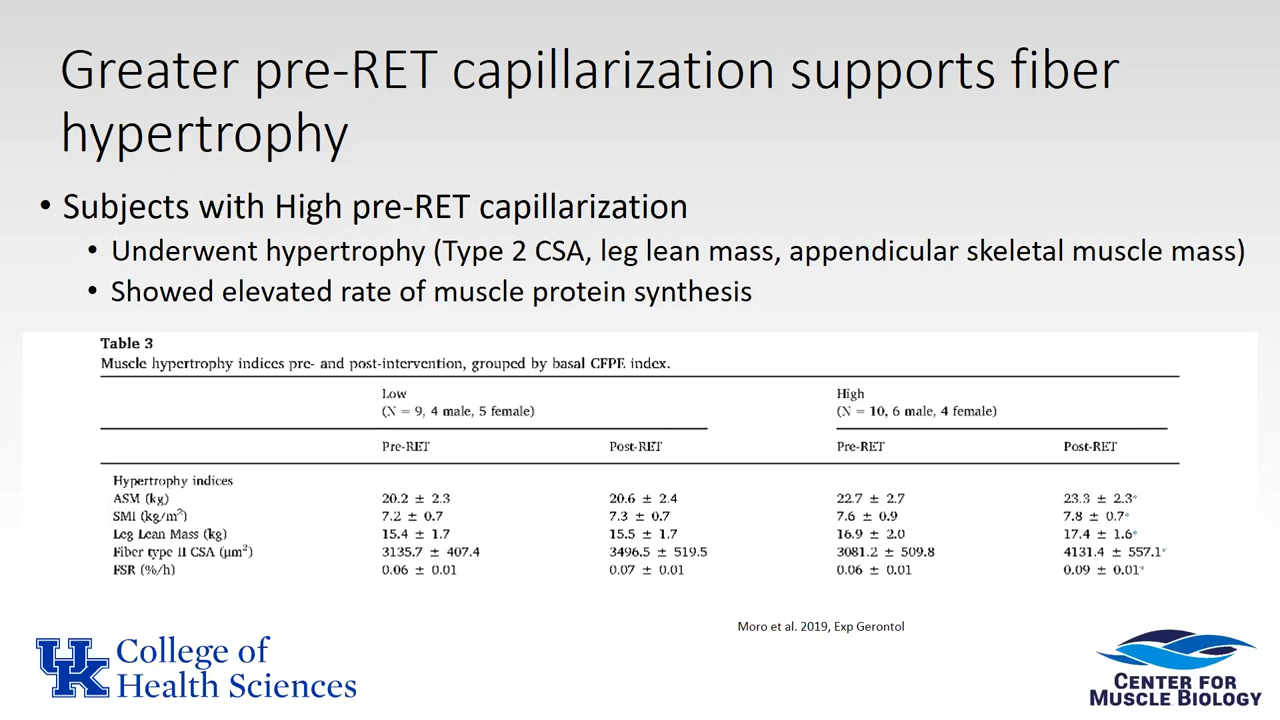 Greater pre-RET capillarization supports fiber
hypertrophy
• Subjects with High pre-RET capillarization
• Underwent hypertrophy (Type 2 CSA, leg lean mass, appendicular skeletal muscle mass)
• Showed elevated rate of muscle protein synthesis
Table 3
Muscle hypertrophy indices pre- and post-intervention, grouped by basal CFPE index.
Low High
(N = 9, 4 male, 5 female) (N = 10, 6 male, 4 female)
Pre-RET Post-RET Pre-RET Post-RET
Hypertrophy indices
ASM (kg) 20.2 ± 2.3 20.6 ± 2.4 22.7 ± 2.7 23.3 ± 2.3*
SMI (kg/m²) 7.2 ± 0.7 7.3 ± 0.7 7.6 ± 0.9 7.8 ± 0.7*
Leg Lean Mass (kg) 15.4 ± 1.7 15.5 ± 1.7 16.9 ± 2.0 17.4 ± 1.6*
Fiber type II CSA (μm²) 3135.7 ± 407.4 3496.5 ± 519.5 3081.2 ± 509.8 4131.4 ± 557.1*
FSR (%/h) 0.06 ± 0.01 0.07 ± 0.01 0.06 ± 0.01 0.09 ± 0.01*
Moro et al. 2019, Exp Gerontol
UK College of
Health Sciences
CENTER FOR
MUSCLE BIOLOGY